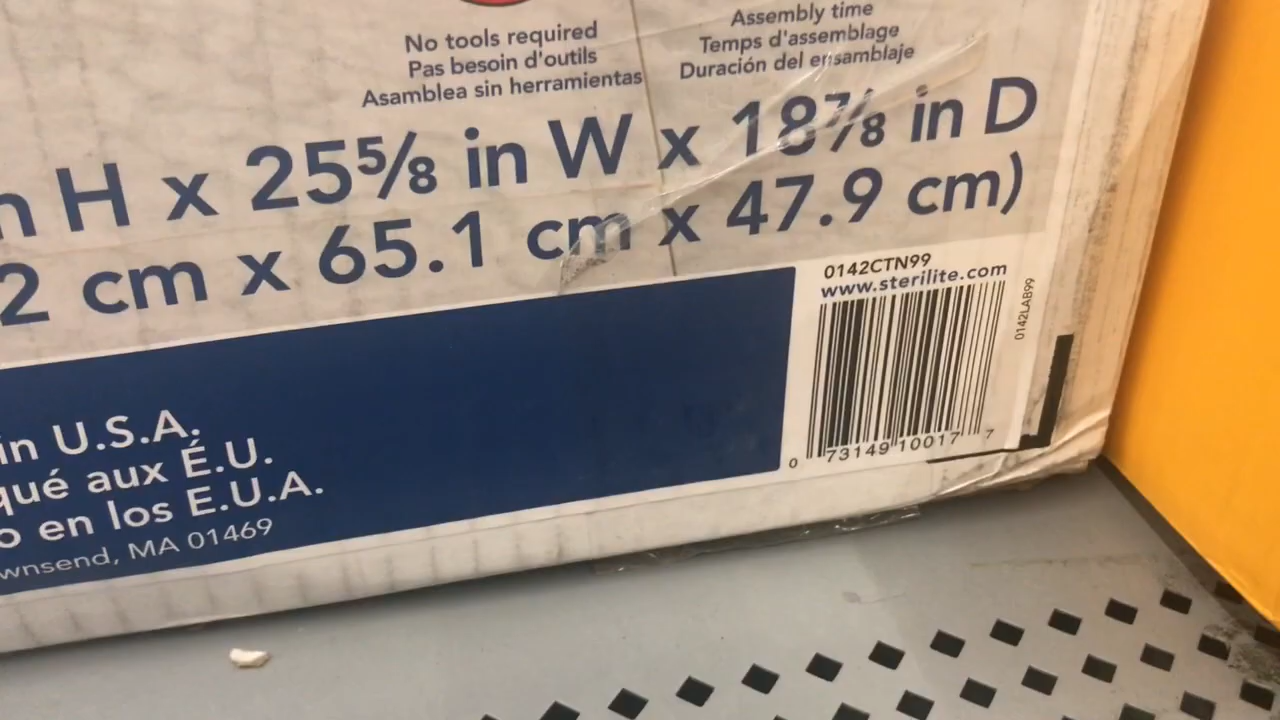 No tools required
Pas besoin d'outils
Asamblea sin herramientas
Assembly time
Temps d'assemblage
Duración del ensamblaje
H x 25⅝ in W x 18⅞ in D
2 cm x 65.1 cm x 47.9 cm)
0142CTN99
www.sterilite.com
0142LAB99
0 73149 10017 7
in U.S.A.
qué aux É.U.
o en los E.U.A.
wnsend, MA 01469